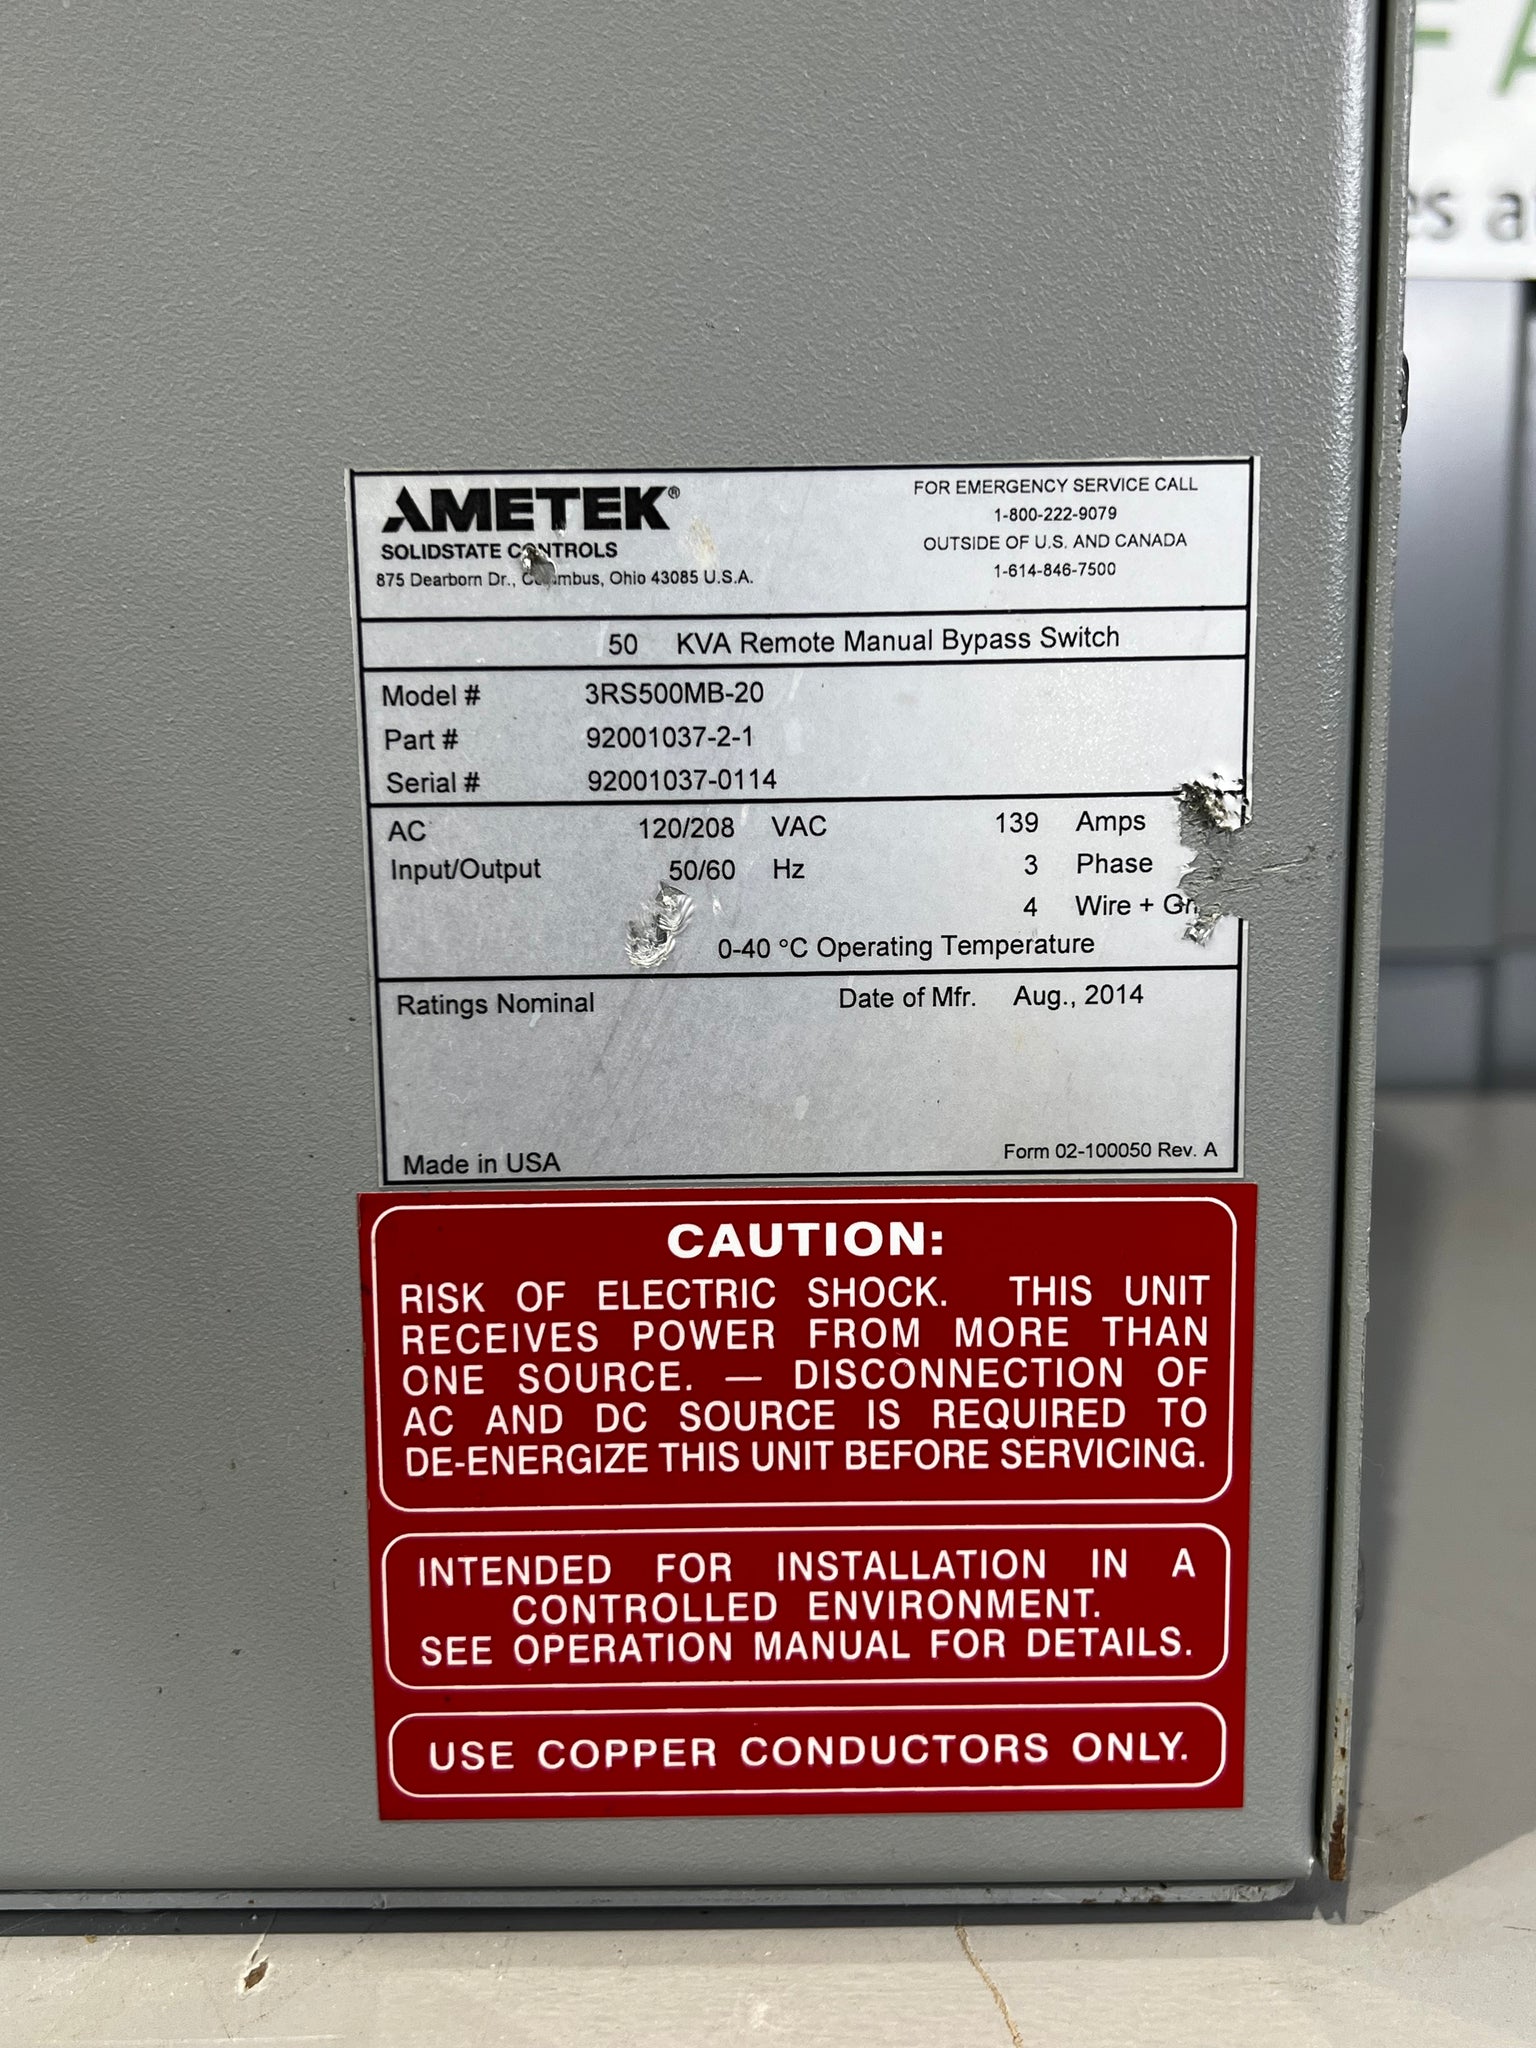 AMETEK®
SOLIDSTATE CONTROLS
875 Dearborn Dr., Columbus, Ohio 43085 U.S.A.
FOR EMERGENCY SERVICE CALL
1-800-222-9079
OUTSIDE OF U.S. AND CANADA
1-614-846-7500
50 KVA Remote Manual Bypass Switch
Model # 3RS500MB-20
Part # 92001037-2-1
Serial # 92001037-0114
AC 120/208 VAC 139 Amps
Input/Output 50/60 Hz 3 Phase
4 Wire +
0-40 °C Operating Temperature
Ratings Nominal Date of Mfr. Aug., 2014
Made in USA Form 02-100050 Rev. A
CAUTION:
RISK OF ELECTRIC SHOCK. THIS UNIT
RECEIVES POWER FROM MORE THAN
ONE SOURCE. — DISCONNECTION OF
AC AND DC SOURCE IS REQUIRED TO
DE-ENERGIZE THIS UNIT BEFORE SERVICING.
INTENDED FOR INSTALLATION IN A
CONTROLLED ENVIRONMENT.
SEE OPERATION MANUAL FOR DETAILS.
USE COPPER CONDUCTORS ONLY.